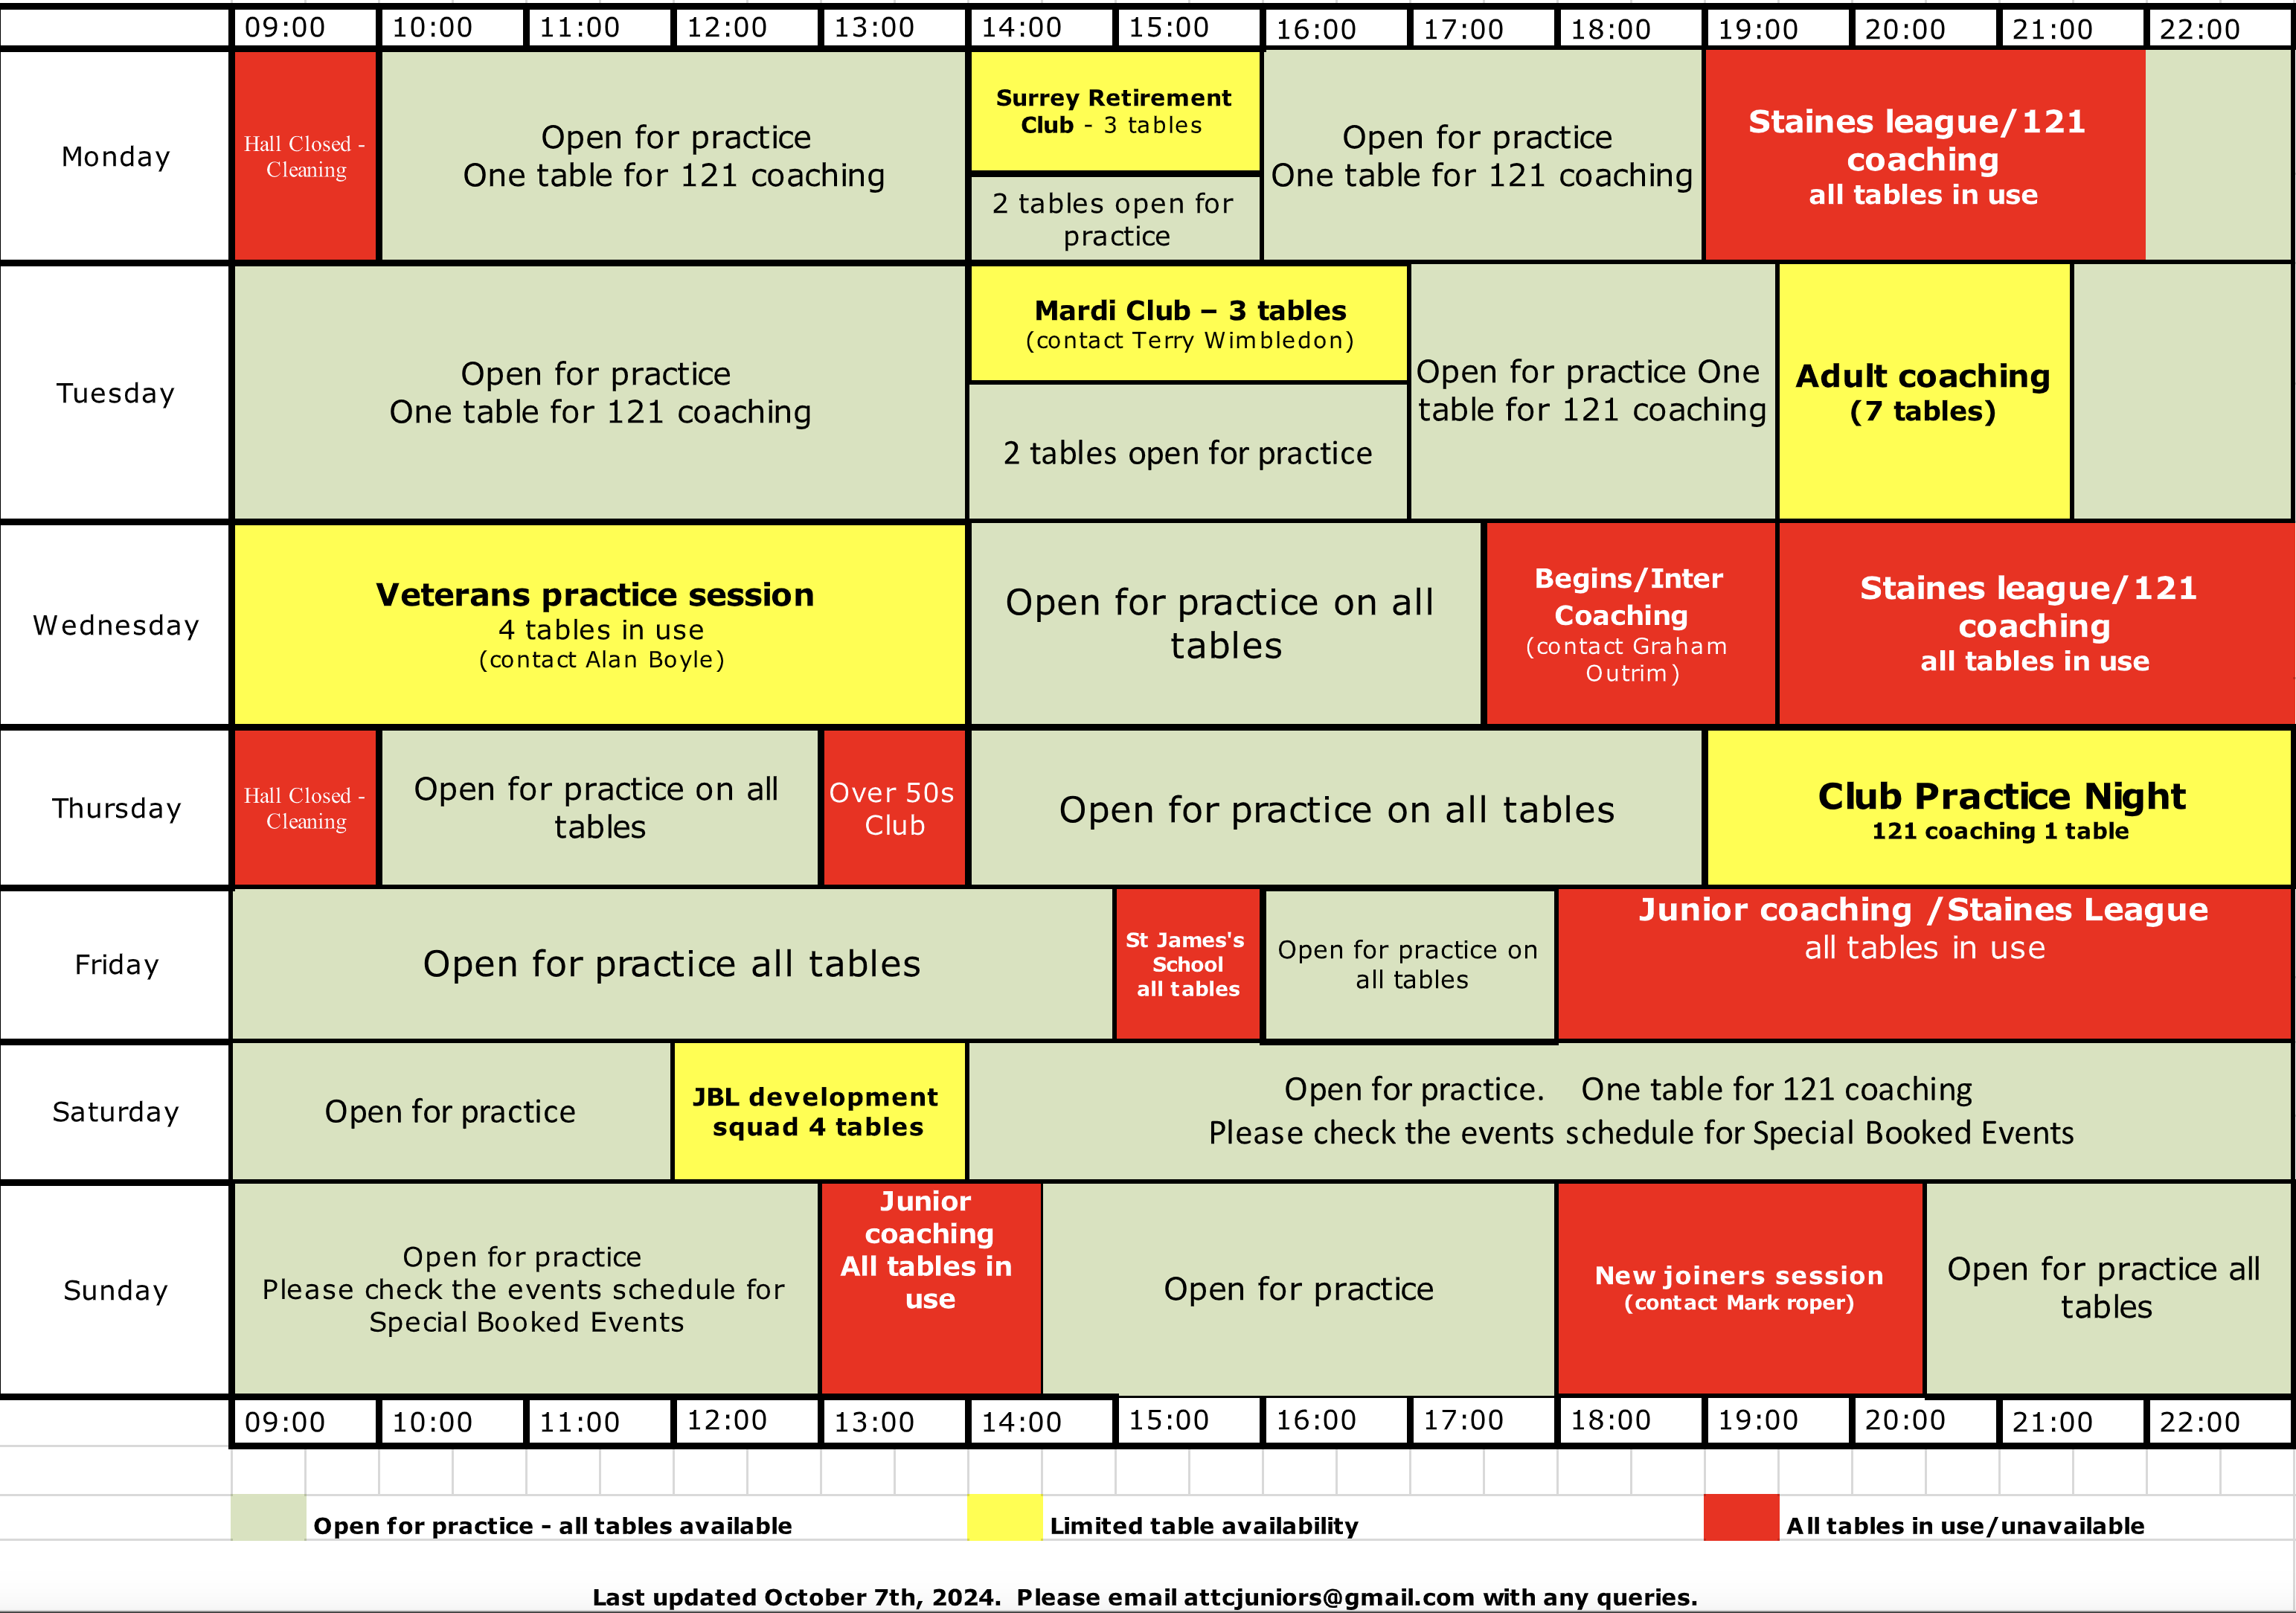 09:00 10:00 11:00 12:00 13:00 14:00 15:00 16:00 17:00 18:00 19:00 20:00 21:00 22:00
Monday
Hall Closed -
Cleaning
Open for practice
One table for 121 coaching
Surrey Retirement
Club - 3 tables
2 tables open for
practice
Open for practice
One table for 121 coaching
Staines league/121
coaching
all tables in use
Tuesday
Open for practice
One table for 121 coaching
Mardi Club – 3 tables
(contact Terry Wimbledon)
2 tables open for practice
Open for practice One
table for 121 coaching
Adult coaching
(7 tables)
Wednesday
Veterans practice session
4 tables in use
(contact Alan Boyle)
Open for practice on all
tables
Begins/Inter
Coaching
(contact Graham
Outrim)
Staines league/121
coaching
all tables in use
Thursday
Hall Closed -
Cleaning
Open for practice on all
tables
Over 50s
Club
Open for practice on all tables
Club Practice Night
121 coaching 1 table
Friday
Open for practice all tables
St James's
School
all tables
Open for practice on
all tables
Junior coaching /Staines League
all tables in use
Saturday
Open for practice
JBL development
squad 4 tables
Open for practice. One table for 121 coaching
Please check the events schedule for Special Booked Events
Sunday
Open for practice
Please check the events schedule for
Special Booked Events
Junior
coaching
All tables in
use
Open for practice
New joiners session
(contact Mark roper)
Open for practice all
tables
09:00 10:00 11:00 12:00 13:00 14:00 15:00 16:00 17:00 18:00 19:00 20:00 21:00 22:00
Open for practice - all tables available
Limited table availability
All tables in use/unavailable
Last updated October 7th, 2024. Please email attcjuniors@gmail.com with any queries.